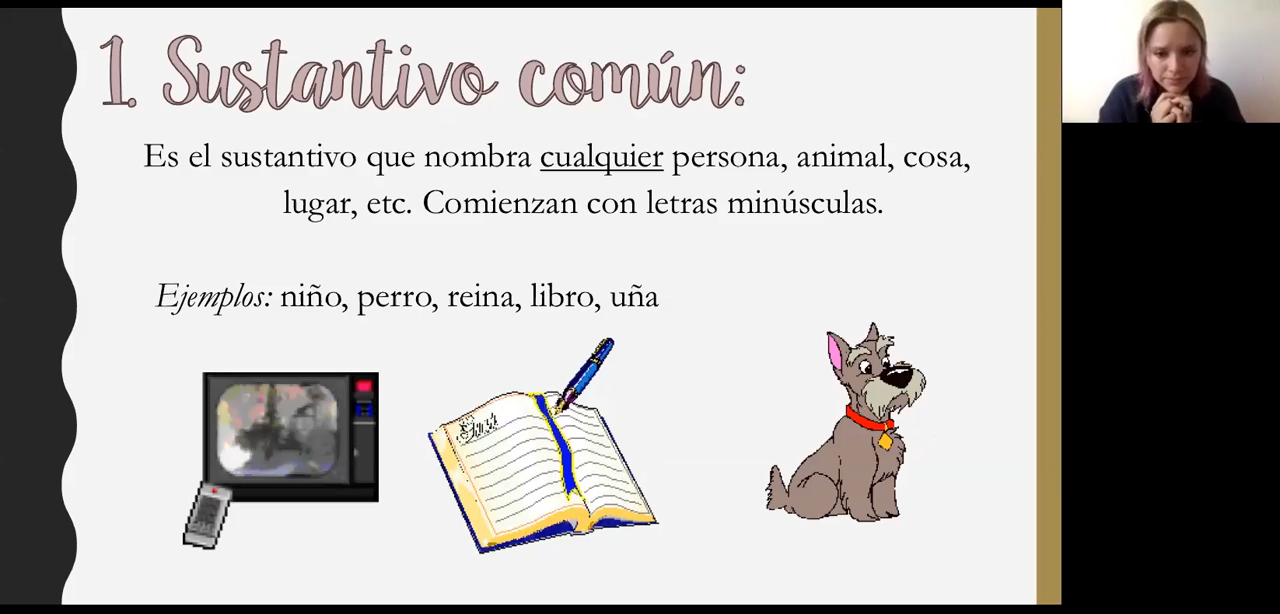 1. Sustantivo común:
Es el sustantivo que nombra cualquier persona, animal, cosa,
lugar, etc. Comienzan con letras minúsculas.
Ejemplos: niño, perro, reina, libro, uña